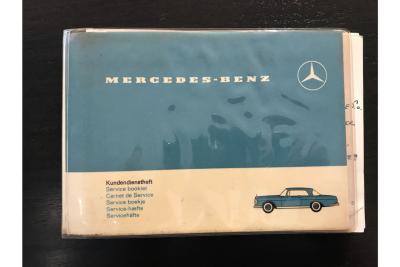 MERCEDES-BENZ
Kundendienstheft
Service booklet
Carnet de Service
Service boekje
Service-hæfte
Servicehäfte